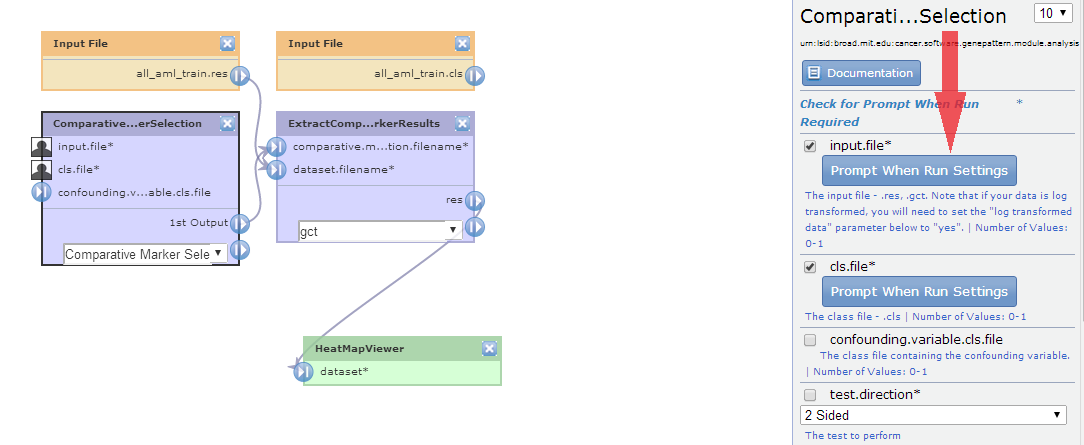 Input File
all_aml_train.res
Input File
all_aml_train.cls
Comparative...erSelection
input.file*
cls.file*
confounding.v...able.cls.file
1st Output
Comparative Marker Sele
ExtractComp...rkerResults
comparative.m...tion.filename*
dataset.filename*
res
gct
HeatMapViewer
dataset*
Comparati...Selection
10
urn:lsid:broad.mit.edu:cancer.software.genepattern.module.analysis
Documentation
Check for Prompt When Run *
Required
input.file*
Prompt When Run Settings
The input file - .res, .gct. Note that if your data is log
transformed, you will need to set the "log transformed
data" parameter below to "yes". | Number of Values:
0-1
cls.file*
Prompt When Run Settings
The class file - .cls | Number of Values: 0-1
confounding.variable.cls.file
The class file containing the confounding variable.
| Number of Values: 0-1
test.direction*
2 Sided
The test to perform